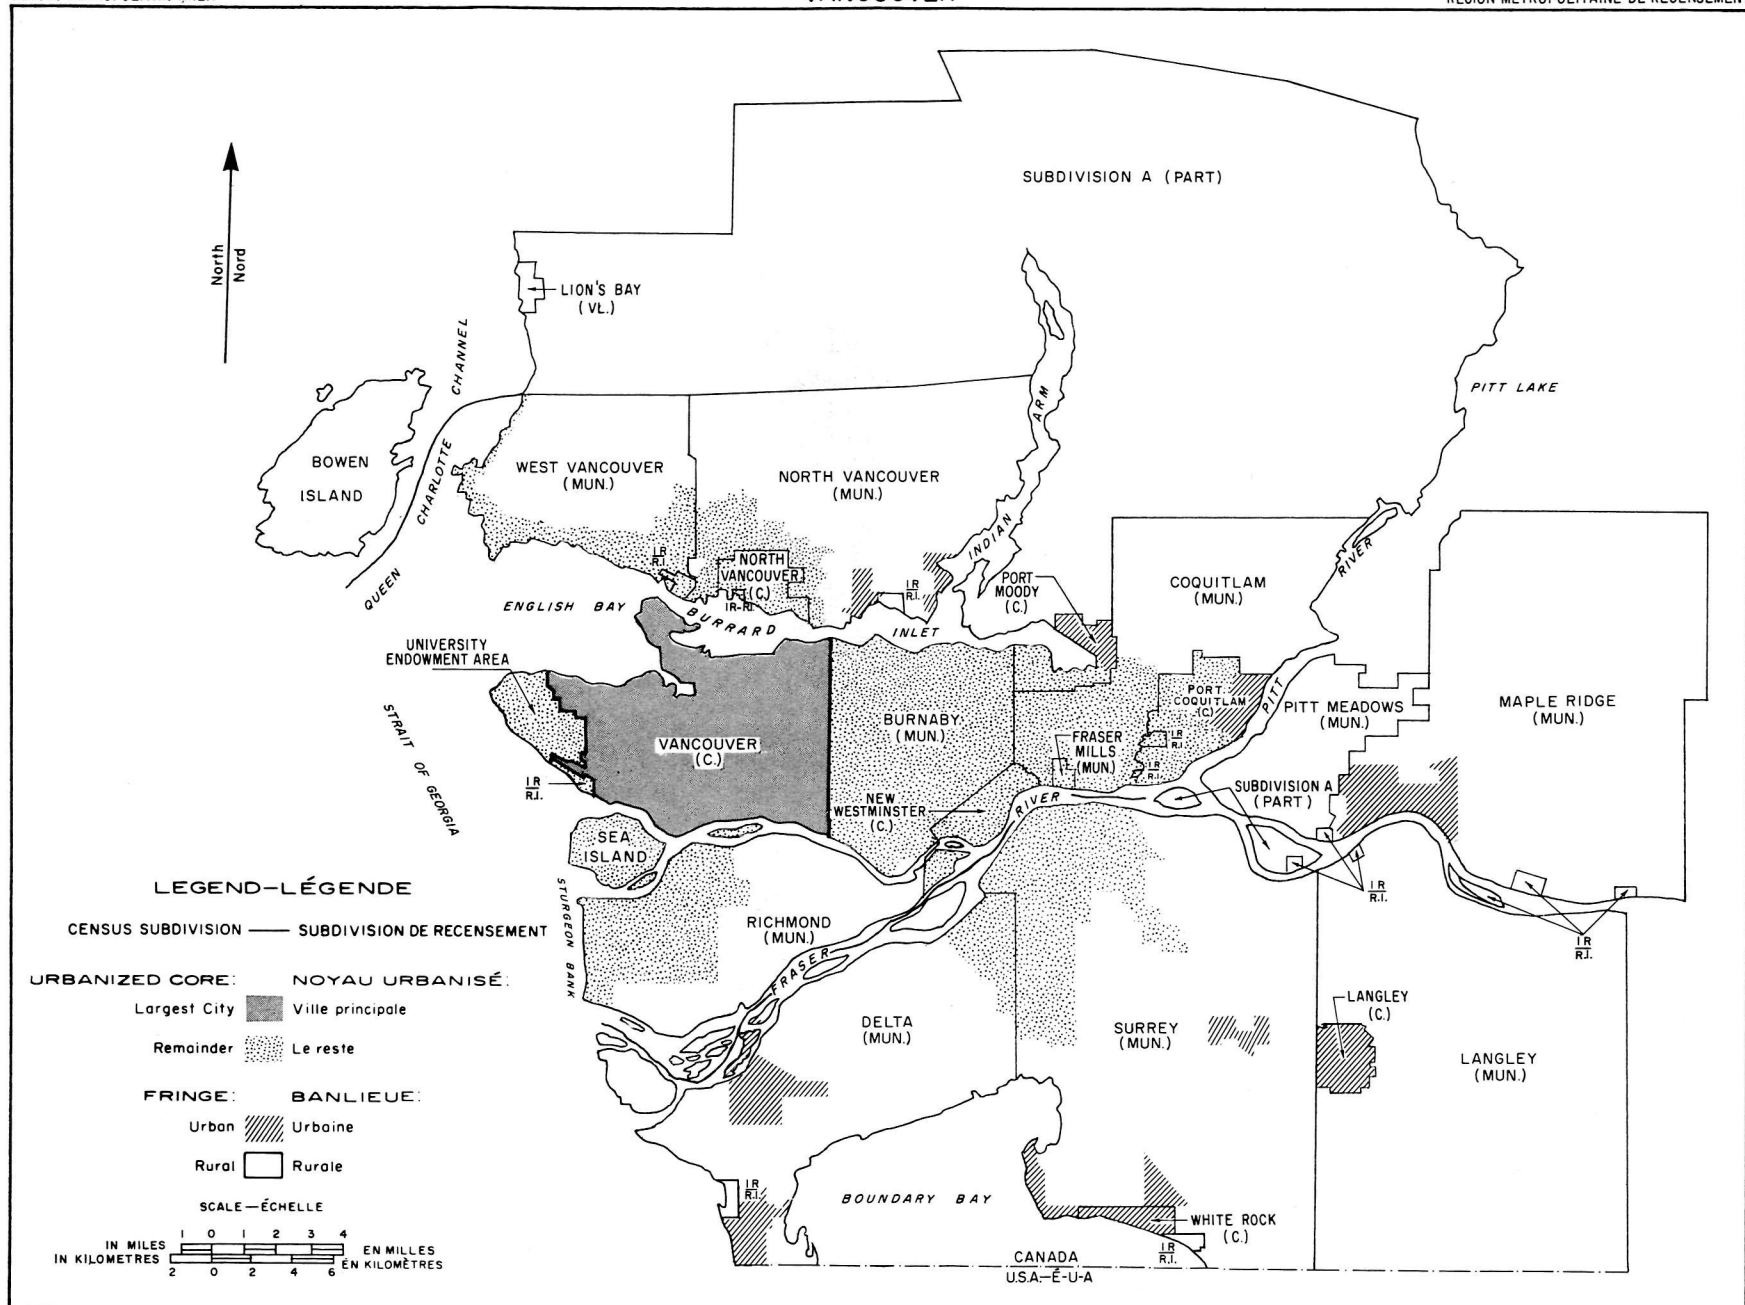 VANCOUVER
RÉGION MÉTROPOLITAINE DE RECENSEMENT
North
Nord
SUBDIVISION A (PART)
LION'S BAY
(VL.)
QUEEN CHARLOTTE CHANNEL
BOWEN
ISLAND
PITT LAKE
WEST VANCOUVER
(MUN.)
NORTH VANCOUVER
(MUN.)
INDIAN ARM
I R
R.I.
NORTH
VANCOUVER
(C.)
IR-R.I.
I R
R.I.
PORT
MOODY
(C.)
COQUITLAM
(MUN.)
PITT RIVER
ENGLISH BAY
BURRARD INLET
UNIVERSITY
ENDOWMENT AREA
STRAIT OF GEORGIA
I R
R.I.
VANCOUVER
(C.)
BURNABY
(MUN.)
PORT
COQUITLAM
(C.)
I R
R.I.
I R
R.I.
FRASER
MILLS
(MUN.)
PITT MEADOWS
(MUN.)
MAPLE RIDGE
(MUN.)
NEW
WESTMINSTER
(C.)
SUBDIVISION A
(PART)
SEA
ISLAND
STURGEON BANK
RICHMOND
(MUN.)
FRASER RIVER
I R
R.I.
I R
R.I.
DELTA
(MUN.)
SURREY
(MUN.)
LANGLEY
(C.)
LANGLEY
(MUN.)
I R
R.I.
BOUNDARY BAY
WHITE ROCK
(C.)
I R
R.I.
CANADA
U.S.A.-É-U-A
LEGEND-LÉGENDE
CENSUS SUBDIVISION SUBDIVISION DE RECENSEMENT
URBANIZED CORE: NOYAU URBANISÉ:
Largest City Ville principale
Remainder Le reste
FRINGE: BANLIEUE:
Urban Urbaine
Rural Rurale
SCALE-ÉCHELLE
1 0 1 2 3 4
IN MILES EN MILLES
IN KILOMETRES EN KILOMÈTRES
2 0 2 4 6